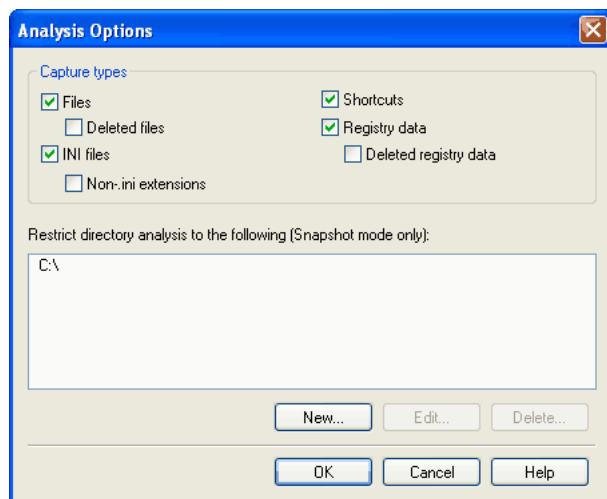 Analysis Options
Capture types
Files
Shortcuts
Deleted files
Registry data
INI files
Deleted registry data
Non-.ini extensions
Restrict directory analysis to the following (Snapshot mode only):
C:\
New... Edit... Delete...
OK Cancel Help